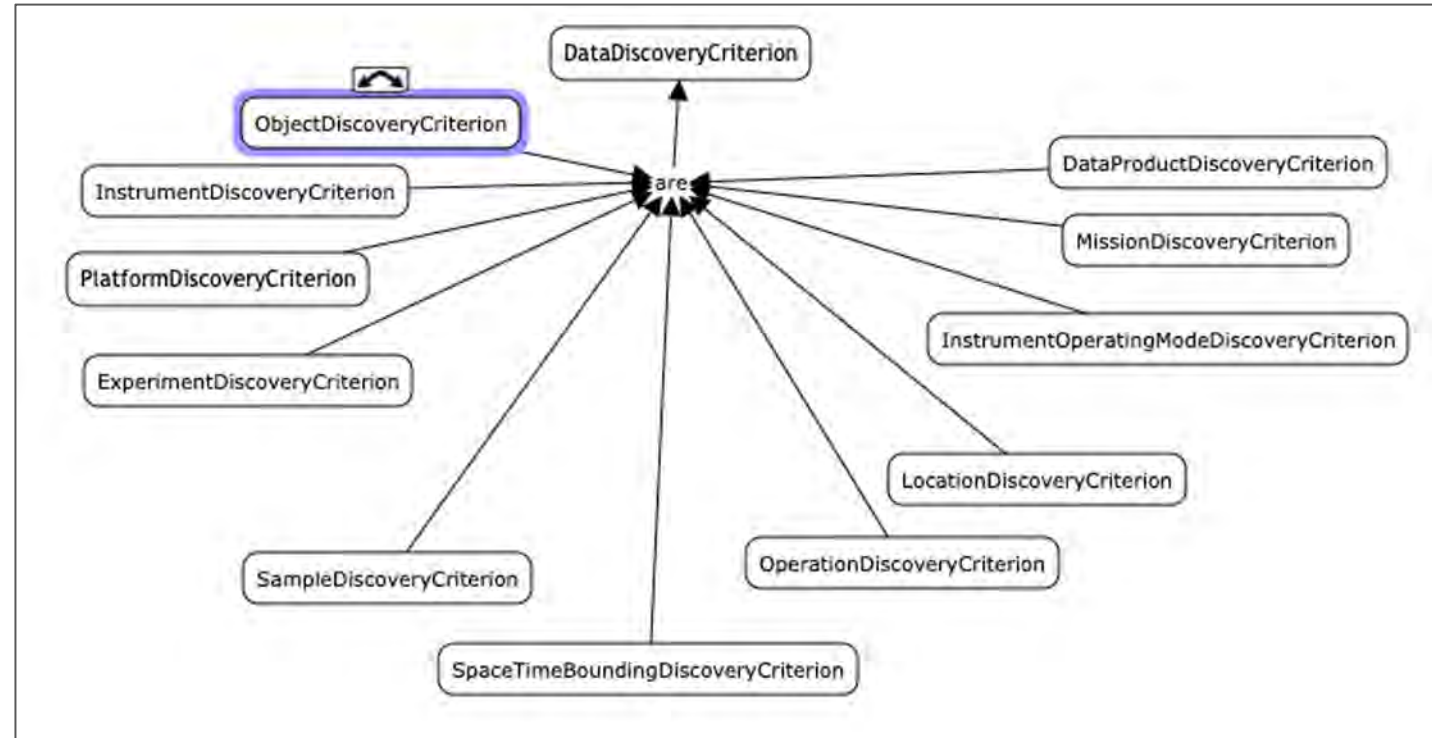 DataDiscoveryCriterion
ObjectDiscoveryCriterion
DataProductDiscoveryCriterion
InstrumentDiscoveryCriterion
are
MissionDiscoveryCriterion
PlatformDiscoveryCriterion
InstrumentOperatingModeDiscoveryCriterion
ExperimentDiscoveryCriterion
LocationDiscoveryCriterion
OperationDiscoveryCriterion
SampleDiscoveryCriterion
SpaceTimeBoundingDiscoveryCriterion